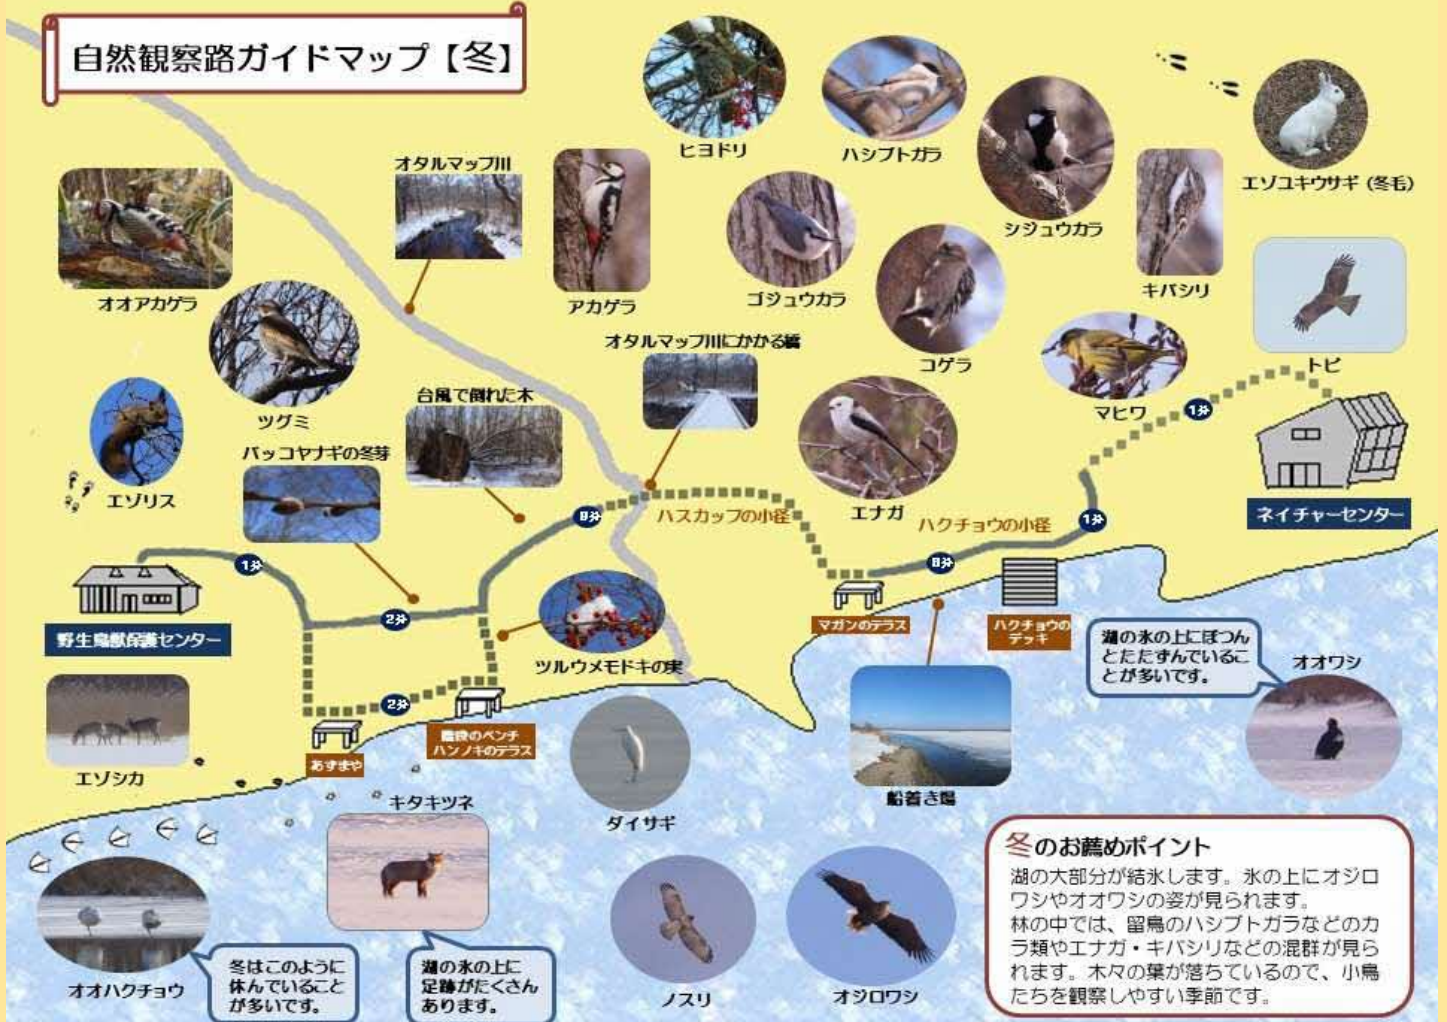 自然観察路ガイドマップ【冬】
ヒヨドリ
ハシブトガラ
シジュウカラ
エゾユキウサギ（冬毛）
オタルマップ川
オオアカゲラ
アカゲラ
ゴジュウカラ
キバシリ
オタルマップ川にかかる橋
コゲラ
トビ
ツグミ
台風で倒れた木
マヒワ
バッコヤナギの冬芽
エゾリス
エナガ
1分
8分
ハスカップの小径
ハクチョウの小径
1分
ネイチャーセンター
1分
8分
2分
野生鳥獣保護センター
マガンのテラス
ハクチョウの
デッキ
湖の氷の上にぽつん
とたたずんでいるこ
とが多いです。
オオワシ
ツルウメモドキの実
2分
ハンノキのテラス
あずまや
エゾシカ
キタキツネ
ダイサギ
船着き場
冬のお薦めポイント
湖の大部分が結氷します。氷の上にオジロ
ワシやオオワシの姿が見られます。
林の中では、留鳥のハシブトガラなどのカ
ラ類やエナガ・キバシリなどの混群が見ら
れます。木々の葉が落ちているので、小鳥
たちを観察しやすい季節です。
オオハクチョウ
冬はこのように
休んでいること
が多いです。
湖の氷の上に
足跡がたくさん
あります。
ノスリ
オジロワシ